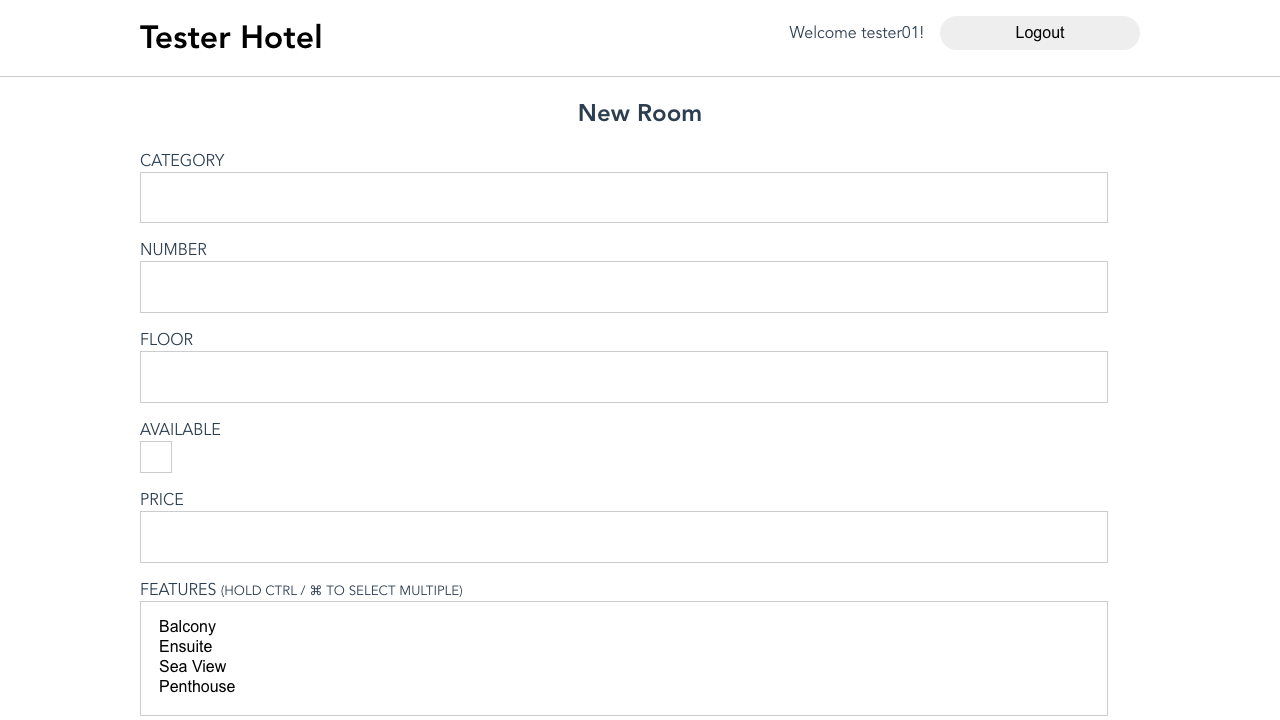 Tester Hotel
Welcome tester01!
Logout
New Room
CATEGORY
NUMBER
FLOOR
AVAILABLE
PRICE
FEATURES (HOLD CTRL / ⌘ TO SELECT MULTIPLE)
Balcony
Ensuite
Sea View
Penthouse